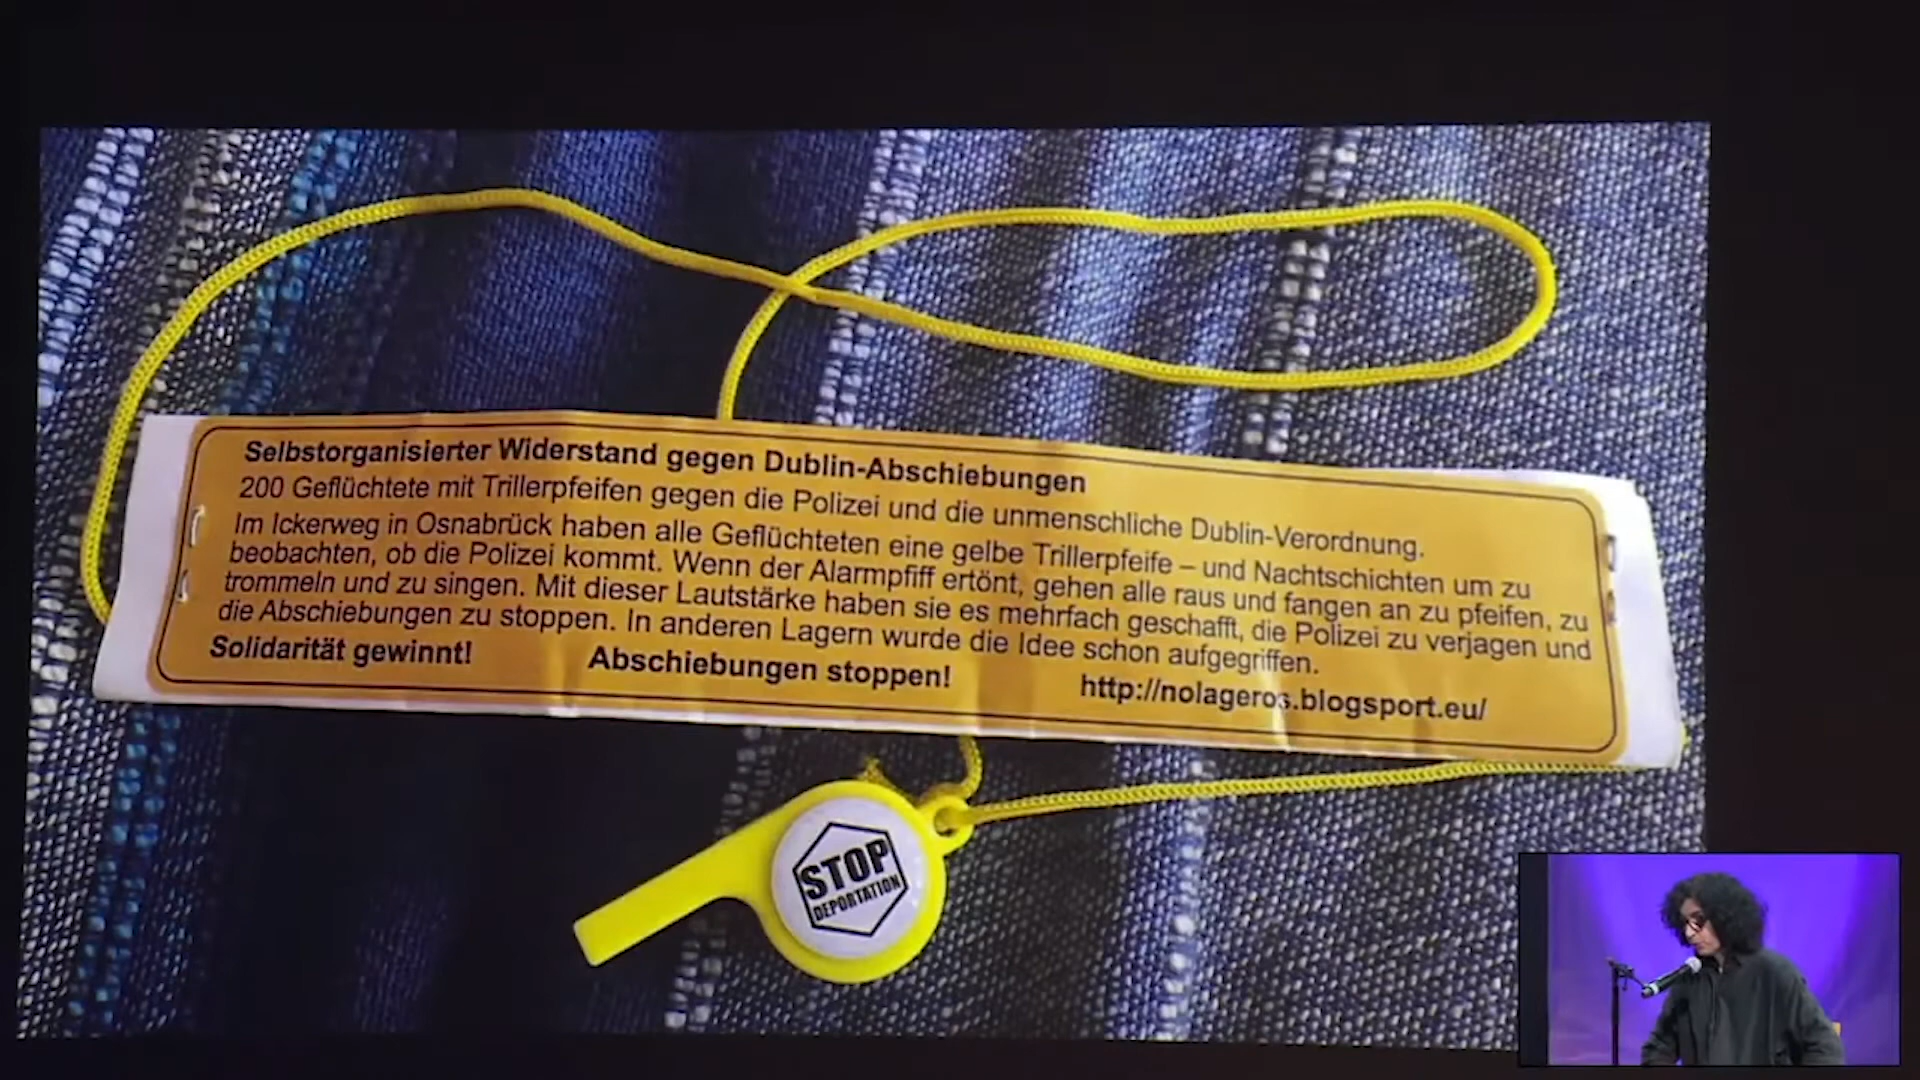 Selbstorganisierter Widerstand gegen Dublin-Abschiebungen
200 Geflüchtete mit Trillerpfeifen gegen die Polizei und die unmenschliche Dublin-Verordnung.
Im Ickerweg in Osnabrück haben alle Geflüchteten eine gelbe Trillerpfeife – und Nachtschichten um zu
beobachten, ob die Polizei kommt. Wenn der Alarmpfiff ertönt, gehen alle raus und fangen an zu pfeifen, zu
trommeln und zu singen. Mit dieser Lautstärke haben sie es mehrfach geschafft, die Polizei zu verjagen und
die Abschiebungen zu stoppen. In anderen Lagern wurde die Idee schon aufgegriffen.
Solidarität gewinnt! Abschiebungen stoppen! http://nolageros.blogsport.eu/
STOP
DEPORTATION